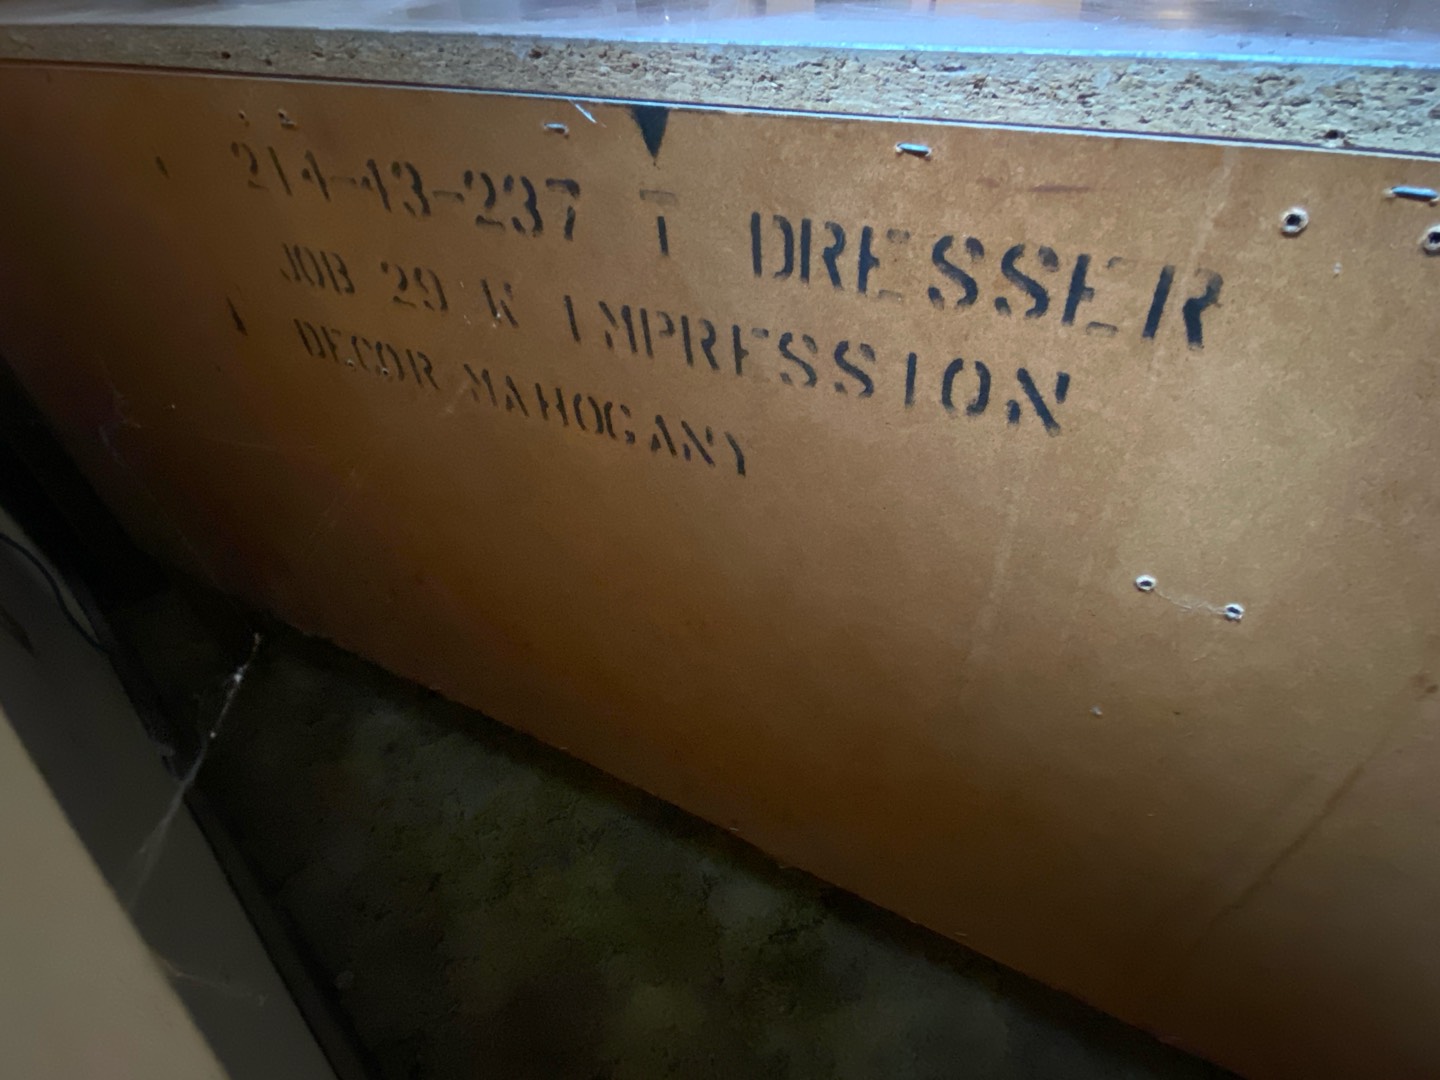 214-43-237 T DRESSER
JOB 29 K IMPRESSION
DECOR MAHOGANY